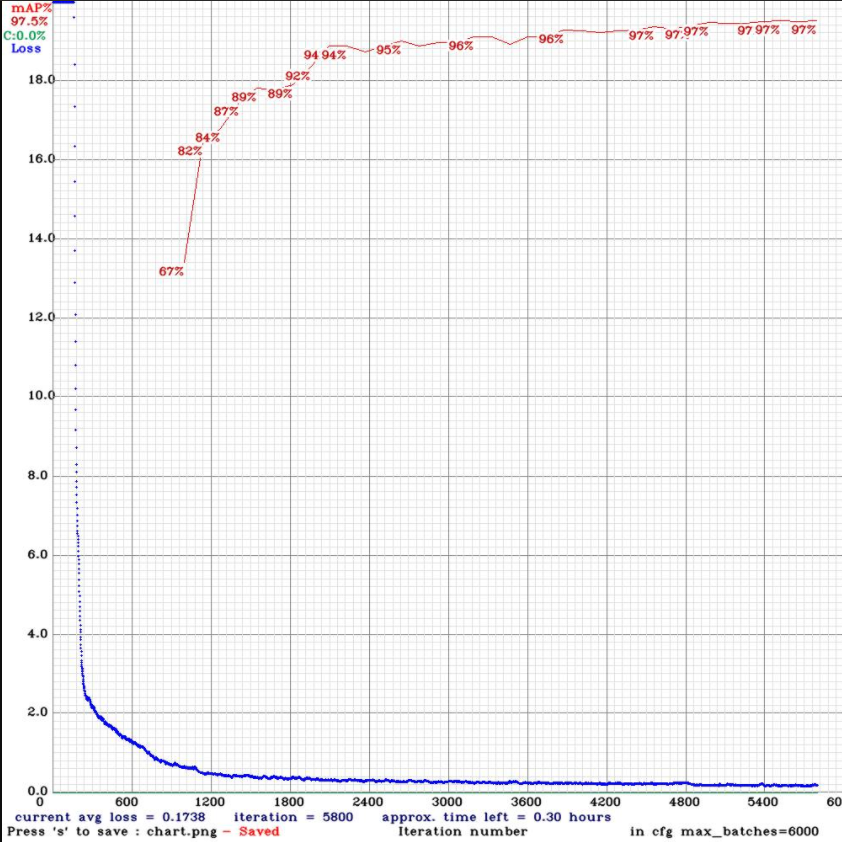 mAP%
97.5%
C:0.0%
Loss
94 94% 95% 96% 96% 97% 97% 97% 97 97% 97%
92%
18.0
89% 89%
87%
84%
82%
16.0
14.0
67%
12.0
10.0
8.0
6.0
4.0
2.0
0.0
0 600 1200 1800 2400 3000 3600 4200 4800 5400 60
current avg loss = 0.1738 iteration = 5800 approx. time left = 0.30 hours
Press 's' to save : chart.png - Saved Iteration number in cfg max_batches=6000